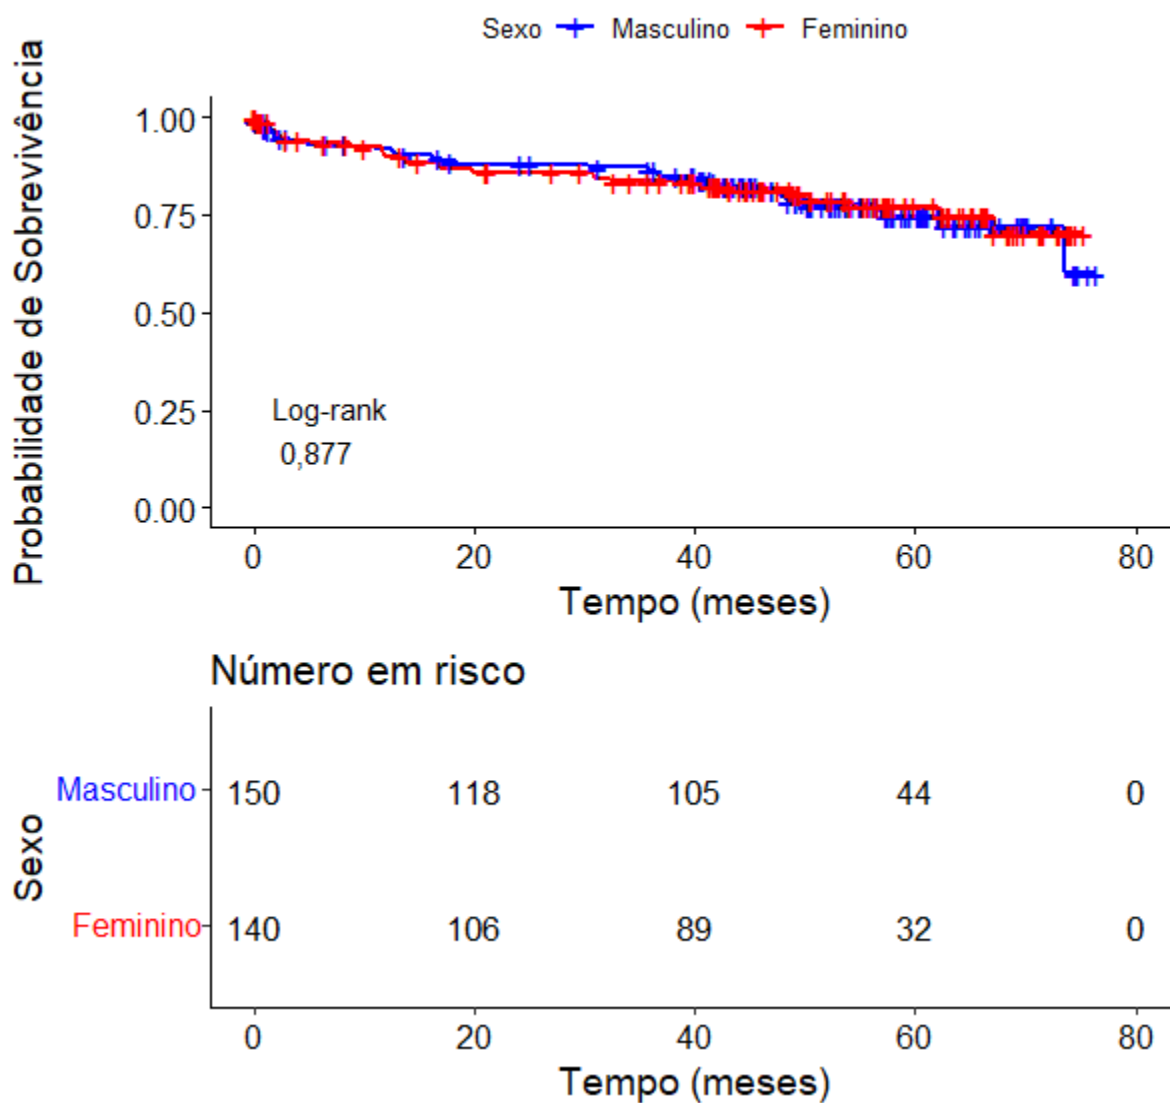 Sexo Masculino Feminino
Probabilidade de Sobrevivência
1.00
0.75
0.50
0.25
0.00
Log-rank
0,877
0 20 40 60 80
Tempo (meses)
Número em risco
Sexo
Masculino 150 118 105 44 0
Feminino 140 106 89 32 0
0 20 40 60 80
Tempo (meses)